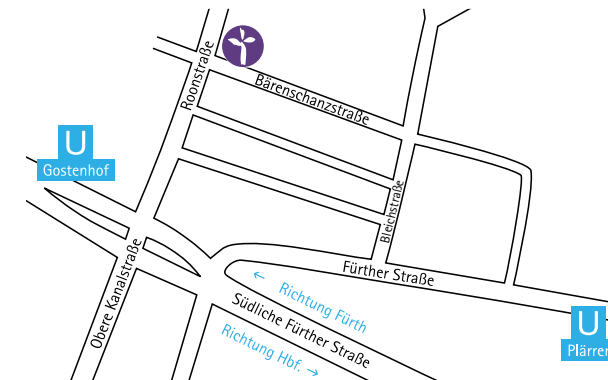 Roonstraße
Bärenschanzstraße
U
Gostenhof
Bleichstraße
Obere Kanalstraße
Fürther Straße
← Richtung Fürth
Südliche Fürther Straße
Richtung Hbf. →
U
Plärrer